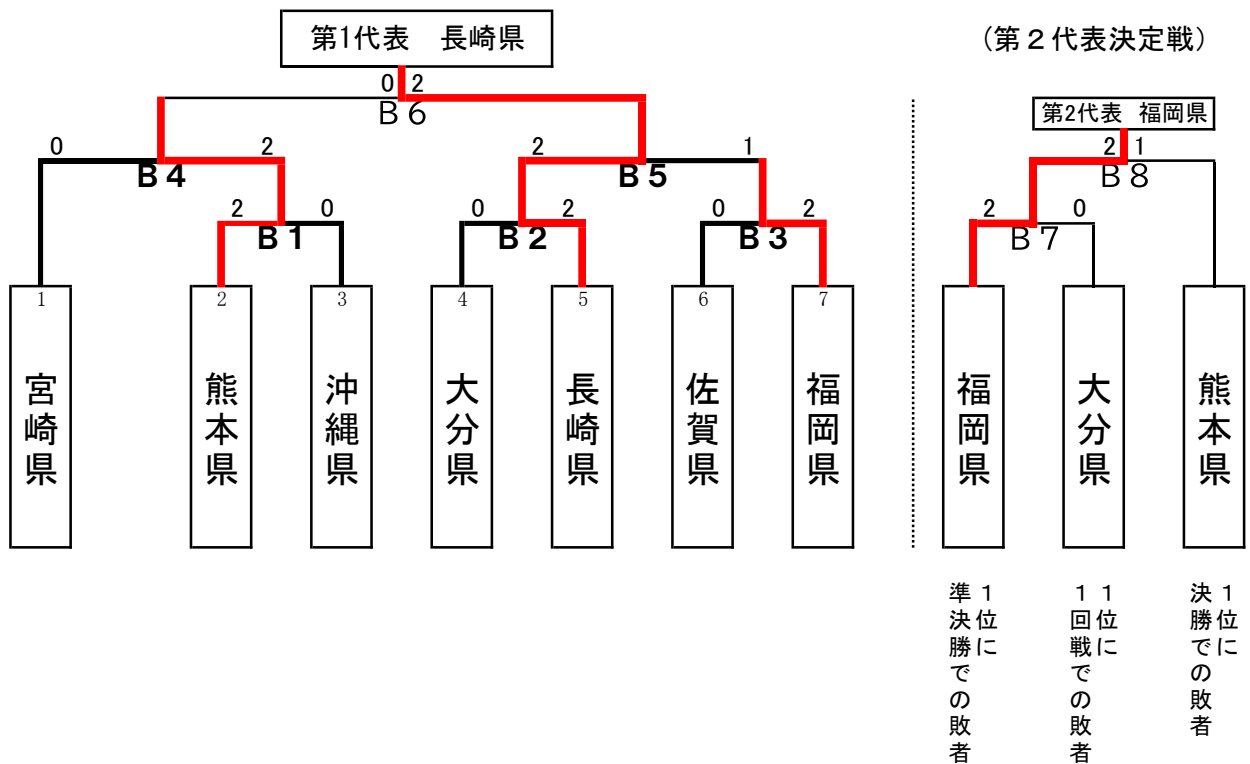 第1代表　長崎県
(第２代表決定戦)
0 2
B６
第2代表 福岡県
0 2
B４
2 1
B５
2 1
B８
2 0
B１
0 2
B２
0 2
B３
2 0
B７
1
2
3
4
5
6
7
宮崎県
熊本県
沖縄県
大分県
長崎県
佐賀県
福岡県
福岡県
大分県
熊本県
１位に
準決勝での敗者
１位に
１回戦での敗者
１位に
決勝での敗者